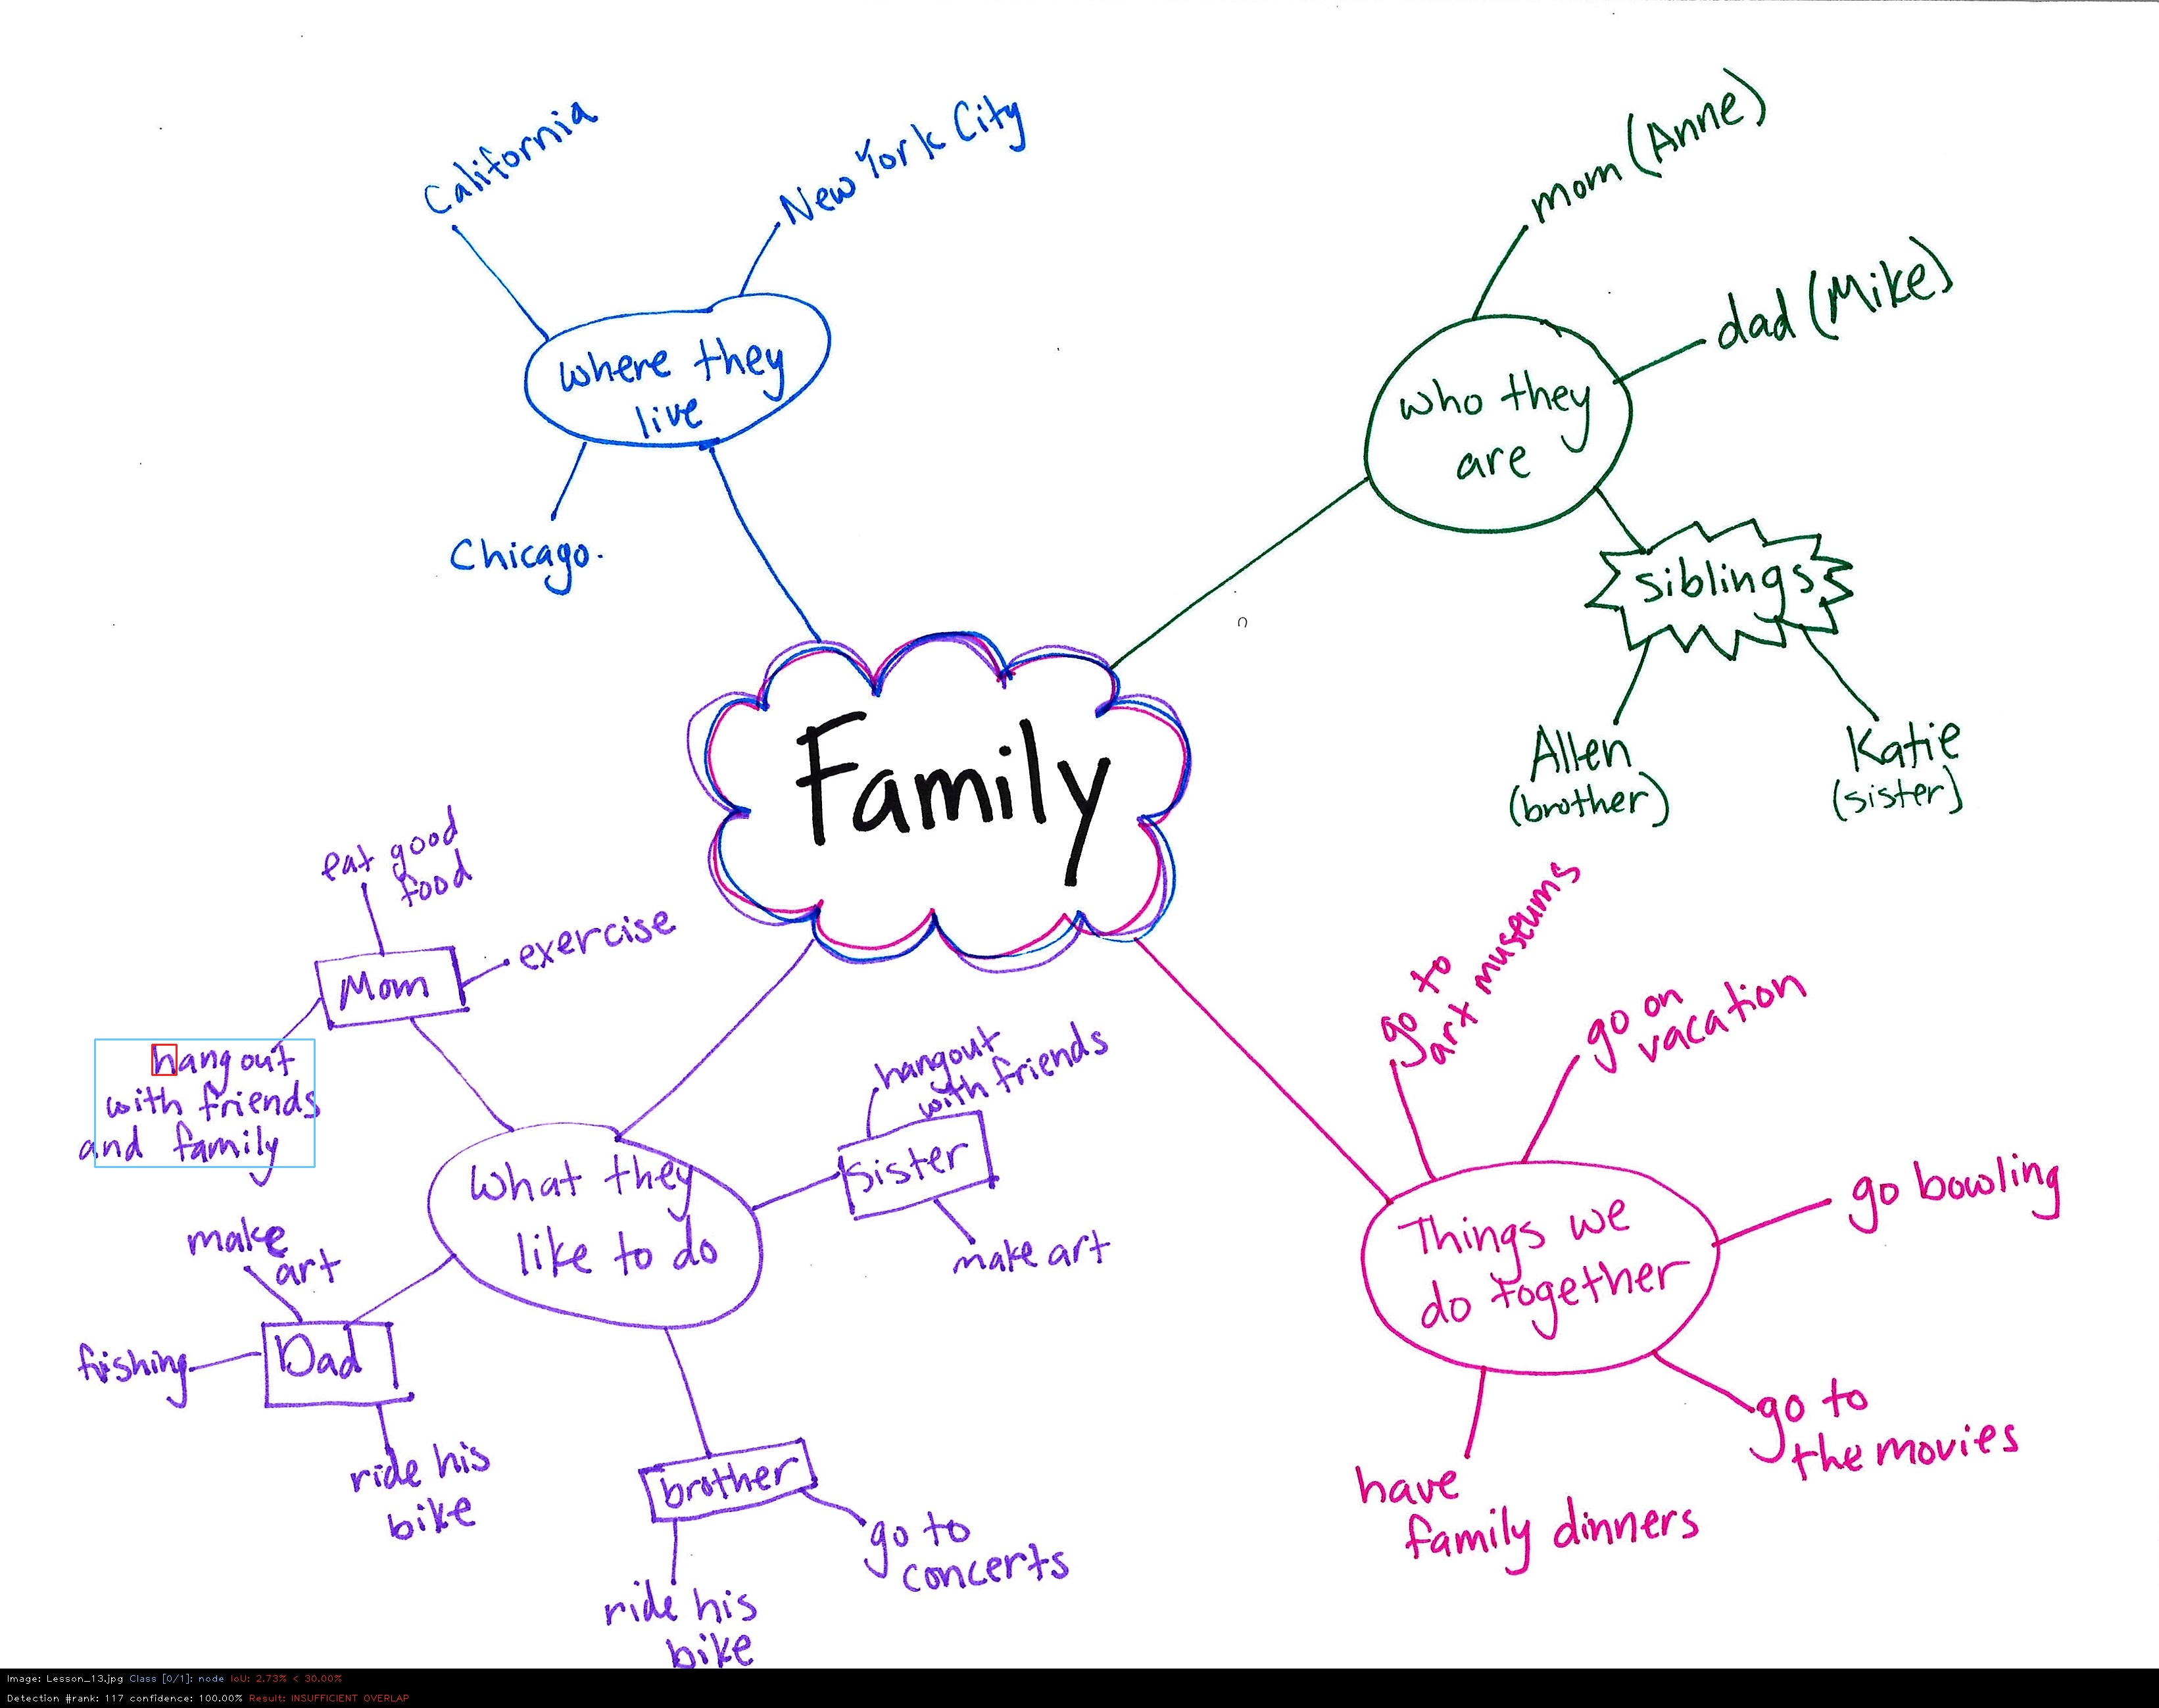 California
New York City
where they
live
Chicago.
mom (Anne)
dad (Mike)
who they
are
siblings
Allen
(brother)
Katie
(sister)
Family
eat good
food
exercise
Mom
hang out
with friends
and family
What they
like to do
hangout
with friends
sister
make art
make
art
Dad
fishing
ride his
bike
brother
go to
concerts
ride his
bike
go to
art museums
go on
vacation
go bowling
Things we
do together
go to
the movies
have
family dinners
Image: Lesson_13.jpg Class [0/1]: node IoU: 2.73% < 30.00%
Detection #rank: 117 confidence: 100.00% Result: INSUFFICIENT OVERLAP